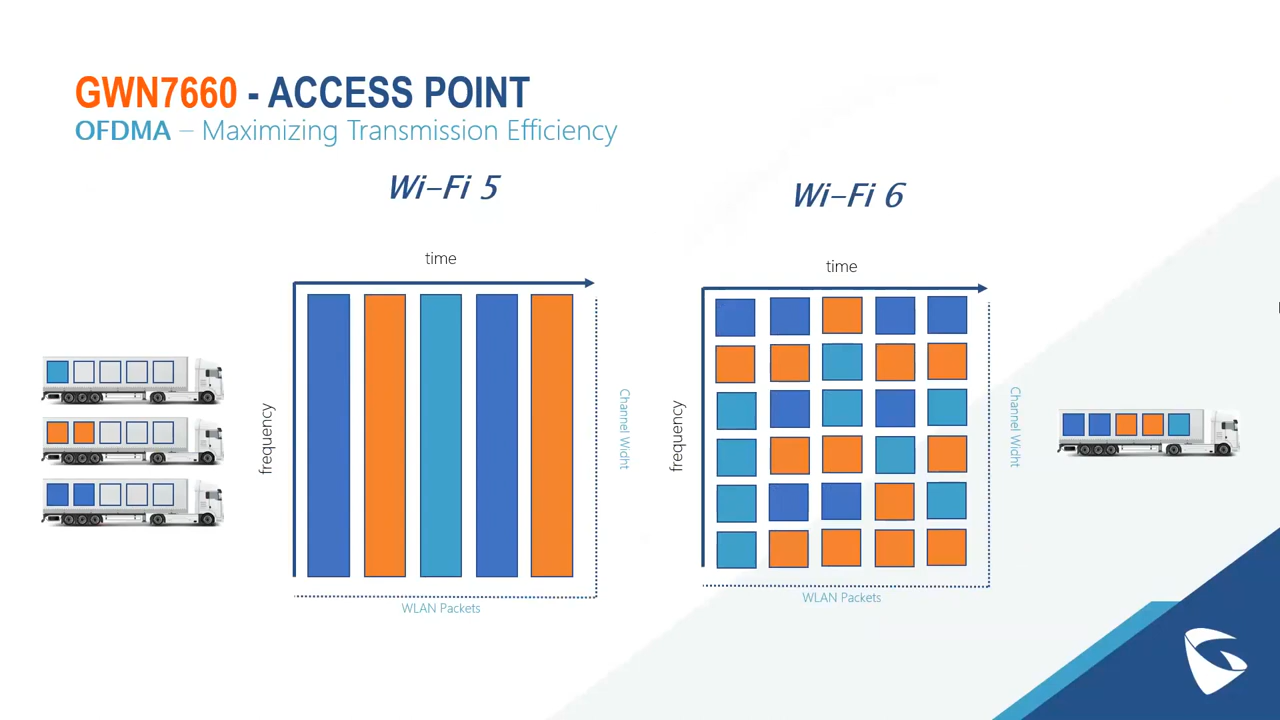 GWN7660 - ACCESS POINT
OFDMA – Maximizing Transmission Efficiency
Wi-Fi 5
time
frequency
Channel Widht
WLAN Packets
Wi-Fi 6
time
frequency
Channel Widht
WLAN Packets